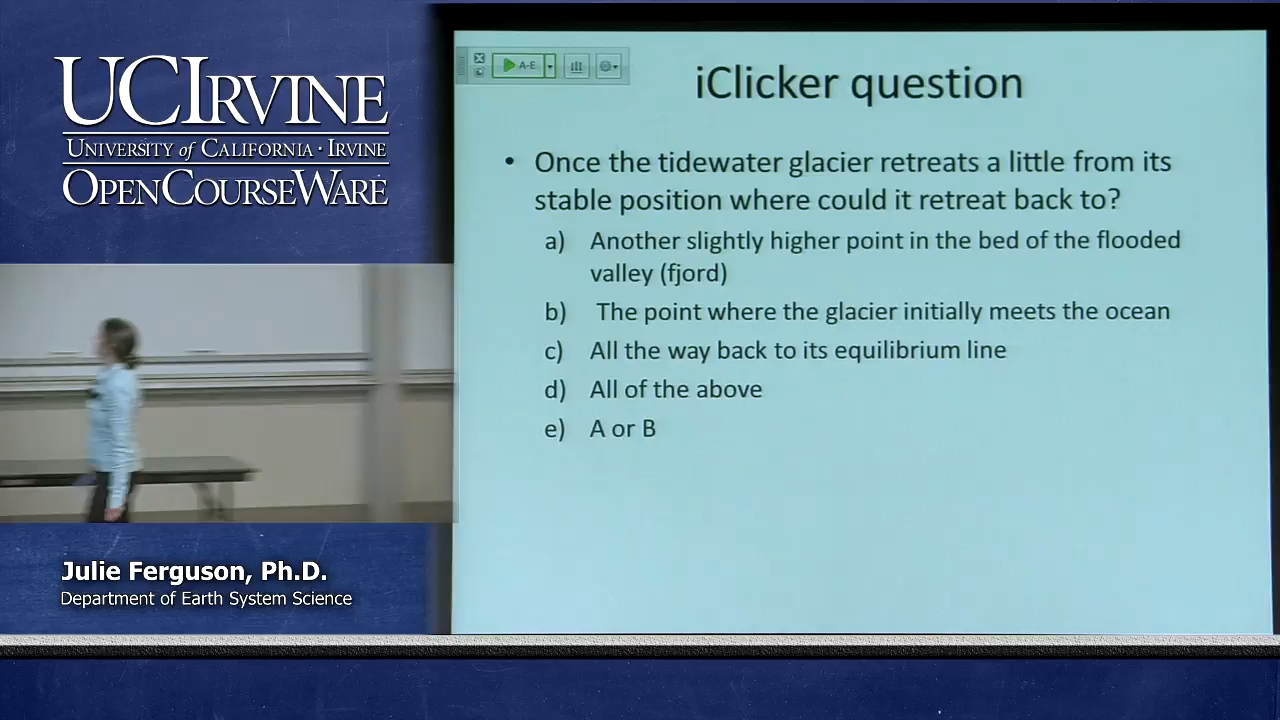 UCIRVINE
UNIVERSITY of CALIFORNIA · IRVINE
OPENCOURSEWARE
A-E
iClicker question
• Once the tidewater glacier retreats a little from its
stable position where could it retreat back to?
a) Another slightly higher point in the bed of the flooded
valley (fjord)
b) The point where the glacier initially meets the ocean
c) All the way back to its equilibrium line
d) All of the above
e) A or B
Julie Ferguson, Ph.D.
Department of Earth System Science